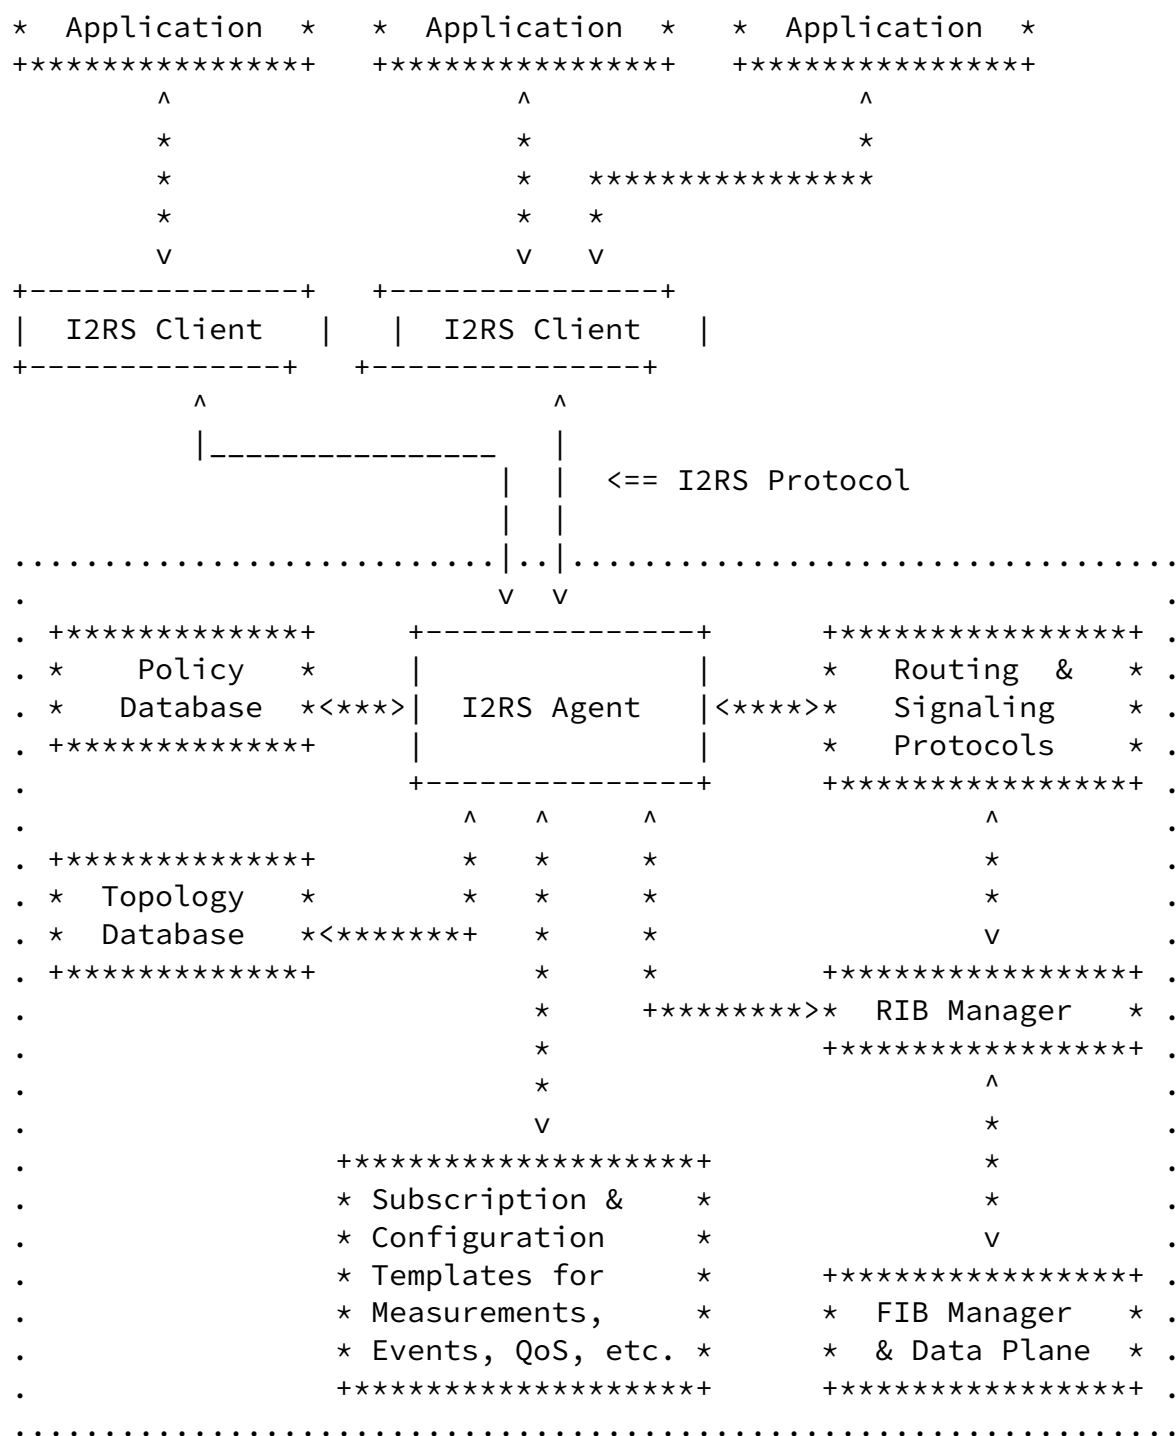 *  Application  *   *  Application  *   *  Application  *
+***************+   +***************+   +***************+
        ^                   ^                  ^
        *                   *                  *
        *                   *   ****************
        *                   *   *
        v                   v   v
+---------------+   +---------------+
|  I2RS Client   |   |  I2RS Client   |
+--------------+   +---------------+
          ^                   ^
          |________________   |
                           |  |  <== I2RS Protocol
                           |  |
...........................|..|..................................
.                          v  v                                 .
. +*************+     +---------------+      +****************+ .
. *    Policy   *     |               |      *   Routing  &   * .
. *   Database  *<***>|  I2RS Agent   |<****>*   Signaling    * .
. +*************+     |               |      *   Protocols    * .
.                     +---------------+      +****************+ .
.                        ^   ^     ^                  ^         .
. +*************+        *   *     *                  *         .
. *  Topology   *        *   *     *                  *         .
. *  Database   *<*******+   *     *                  v         .
. +*************+            *     *         +****************+ .
.                            *     +********>*  RIB Manager   * .
.                            *               +****************+ .
.                            *                        ^         .
.                            v                        *         .
.                 +*******************+               *         .
.                 * Subscription &    *               *         .
.                 * Configuration     *               v         .
.                 * Templates for     *      +****************+ .
.                 * Measurements,     *      *  FIB Manager   * .
.                 * Events, QoS, etc. *      *  & Data Plane  * .
.                 +*******************+      +****************+ .
.................................................................